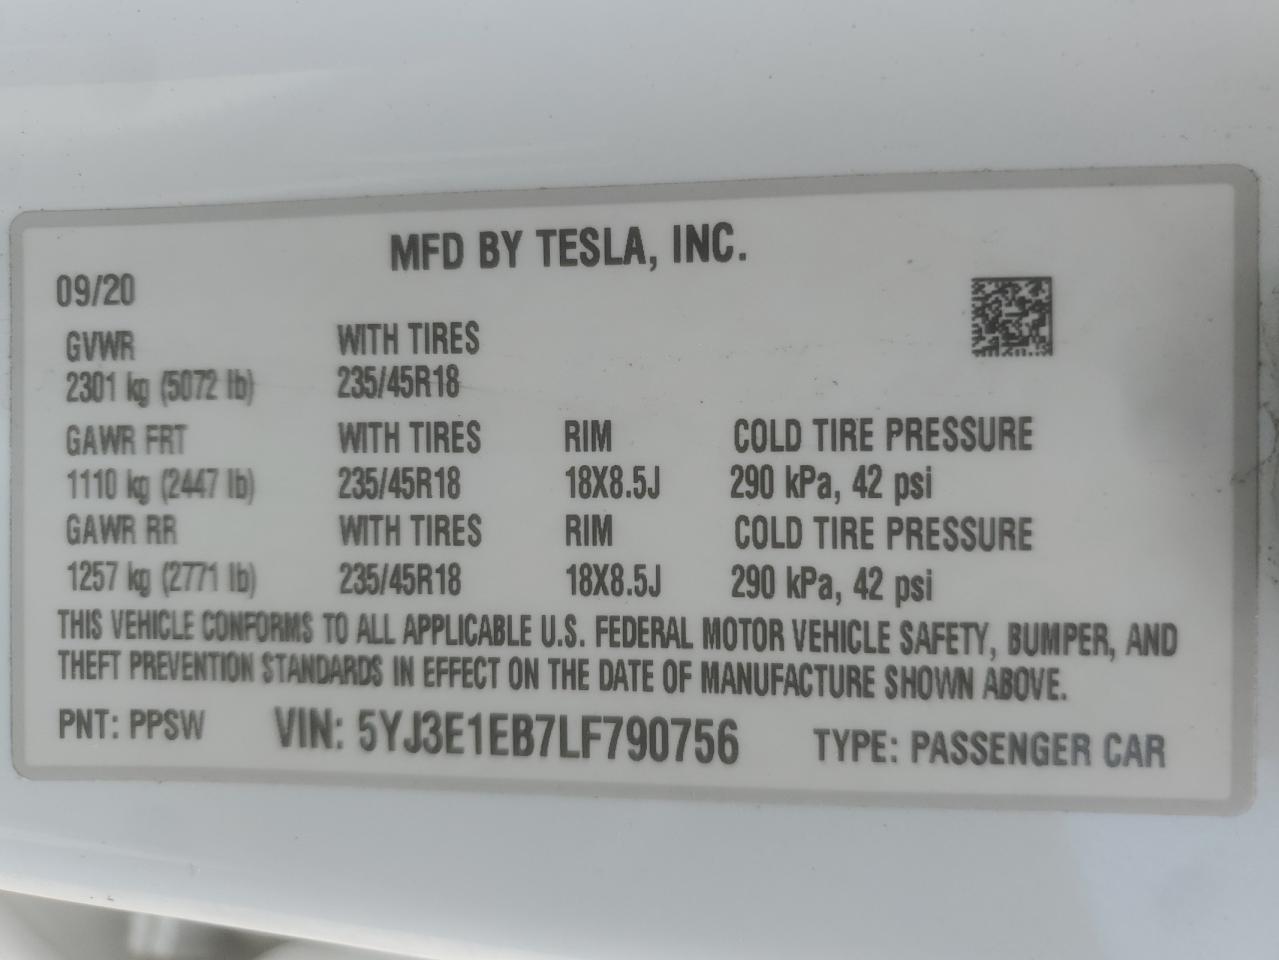 MFD BY TESLA, INC.
09/20
GVWR WITH TIRES
2301 kg (5072 lb) 235/45R18
GAWR FRT WITH TIRES RIM COLD TIRE PRESSURE
1110 kg (2447 lb) 235/45R18 18X8.5J 290 kPa, 42 psi
GAWR RR WITH TIRES RIM COLD TIRE PRESSURE
1257 kg (2771 lb) 235/45R18 18X8.5J 290 kPa, 42 psi
THIS VEHICLE CONFORMS TO ALL APPLICABLE U.S. FEDERAL MOTOR VEHICLE SAFETY, BUMPER, AND
THEFT PREVENTION STANDARDS IN EFFECT ON THE DATE OF MANUFACTURE SHOWN ABOVE.
PNT: PPSW VIN: 5YJ3E1EB7LF790756 TYPE: PASSENGER CAR